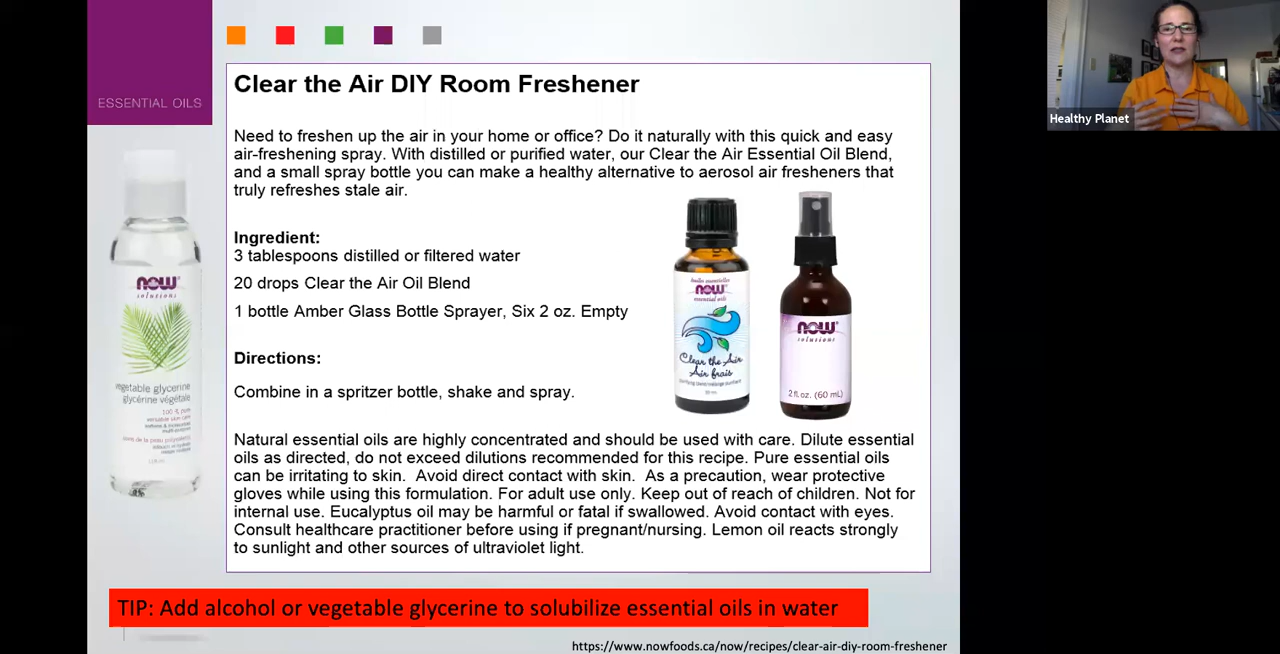 ESSENTIAL OILS
Clear the Air DIY Room Freshener
Need to freshen up the air in your home or office? Do it naturally with this quick and easy
air-freshening spray. With distilled or purified water, our Clear the Air Essential Oil Blend,
and a small spray bottle you can make a healthy alternative to aerosol air fresheners that
truly refreshes stale air.
Ingredient:
3 tablespoons distilled or filtered water
20 drops Clear the Air Oil Blend
1 bottle Amber Glass Bottle Sprayer, Six 2 oz. Empty
Directions:
Combine in a spritzer bottle, shake and spray.
Natural essential oils are highly concentrated and should be used with care. Dilute essential
oils as directed, do not exceed dilutions recommended for this recipe. Pure essential oils
can be irritating to skin.  Avoid direct contact with skin.  As a precaution, wear protective
gloves while using this formulation. For adult use only. Keep out of reach of children. Not for
internal use. Eucalyptus oil may be harmful or fatal if swallowed. Avoid contact with eyes.
Consult healthcare practitioner before using if pregnant/nursing. Lemon oil reacts strongly
to sunlight and other sources of ultraviolet light.
now
solutions
vegetable glycerine
glycérine végétale
huiles essentielles
now
essential oils
Clear the Air
Air frais
now
solutions
2 fl. oz. (60 mL)
TIP: Add alcohol or vegetable glycerine to solubilize essential oils in water
https://www.nowfoods.ca/now/recipes/clear-air-diy-room-freshener
Healthy Planet